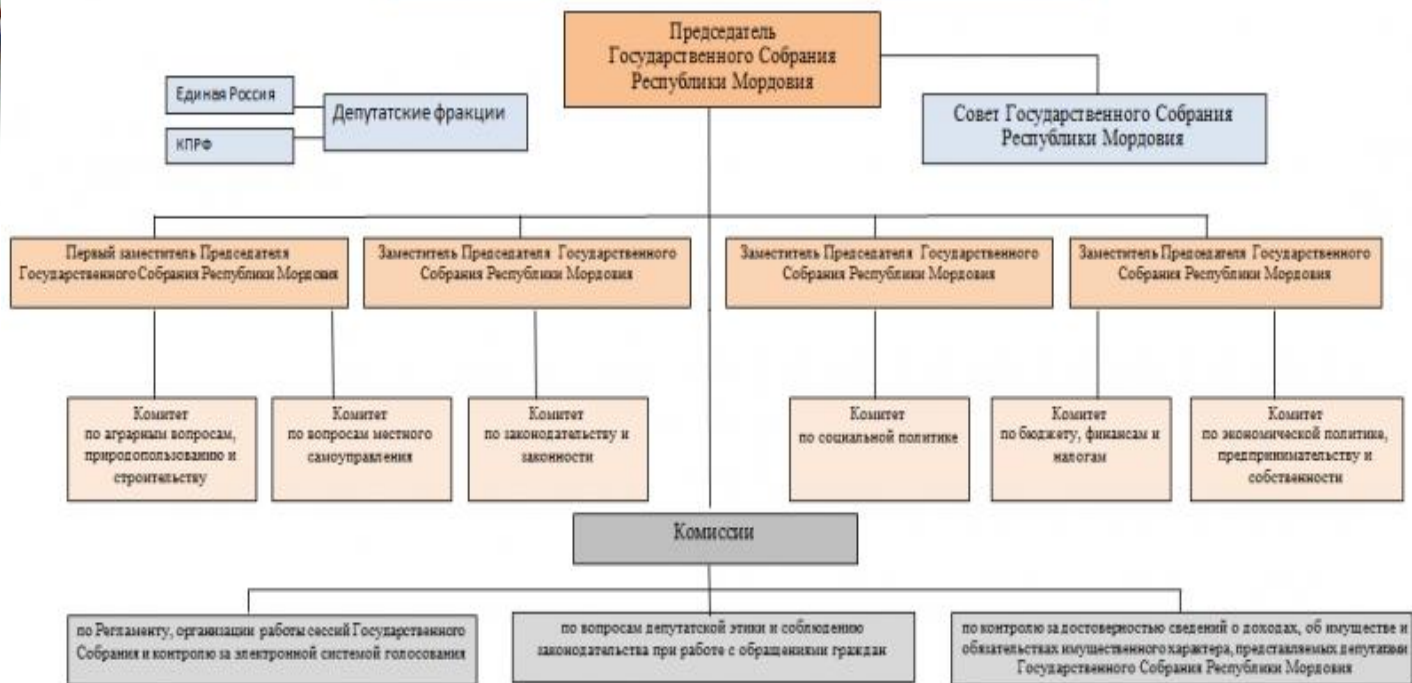 Председатель
Государственного Собрания
Республики Мордовия
Единая Россия
КПРФ
Депутатские фракции
Совет Государственного Собрания
Республики Мордовия
Первый заместитель Председателя
Государственного Собрания Республики Мордовия
Заместитель Председателя Государственного
Собрания Республики Мордовия
Заместитель Председателя Государственного
Собрания Республики Мордовия
Заместитель Председателя Государственного
Собрания Республики Мордовия
Комитет
по аграрным вопросам,
природопользованию и
строительству
Комитет
по вопросам местного
самоуправления
Комитет
по законодательству и
законности
Комитет
по социальной политике
Комитет
по бюджету, финансам и
налогам
Комитет
по экономической политике,
предпринимательству и
собственности
Комиссии
по Регламенту, организации работы сессий Государственного
Собрания и контролю за электронной системой голосования
по вопросам депутатской этики и соблюдению
законодательства при работе с обращениями граждан
по контролю за достоверностью сведений о доходах, об имуществе и
обязательствах имущественного характера, представляемых депутатами
Государственного Собрания Республики Мордовия